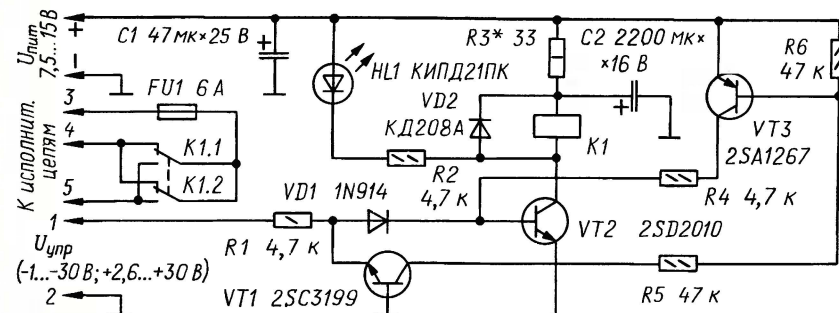 Uпит
+
−
7,5...15 В
C1 47 мк×25 В
+
R3* 33
C2 2200 мк×
×16 В
+
R6
47 к
HL1 КИПД21ПК
VD2
КД208А
K1
VT3
2SA1267
FU1 6 А
3
4
5
К исполнит.
цепям
K1.1
K1.2
R2
4,7 к
R4 4,7 к
VD1 1N914
1
Uупр
(-1...-30 В; +2,6...+30 В)
2
R1 4,7 к
VT2 2SD2010
VT1 2SC3199
R5 47 к